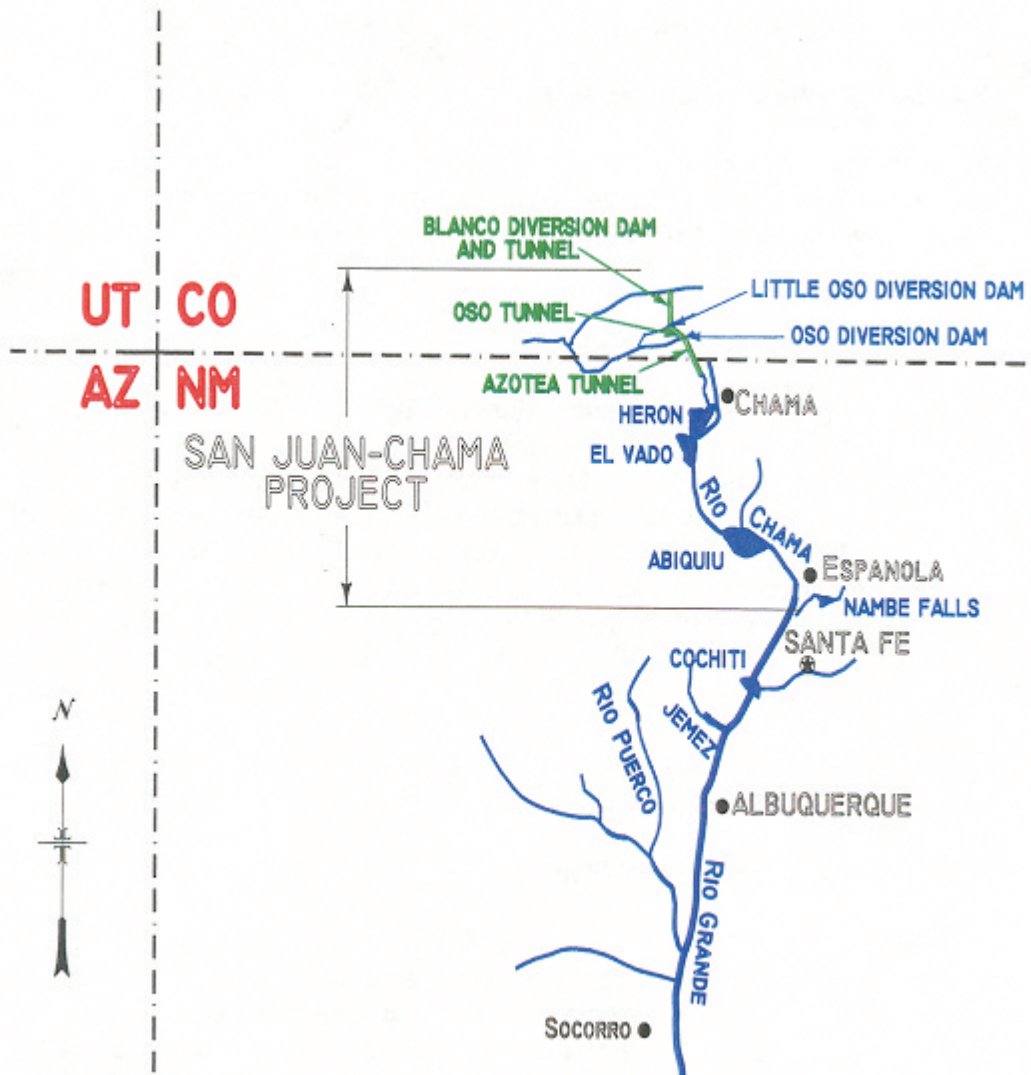 BLANCO DIVERSION DAM
AND TUNNEL
UT
CO
LITTLE OSO DIVERSION DAM
OSO TUNNEL
OSO DIVERSION DAM
AZ
NM
AZOTEA TUNNEL
CHAMA
HERON
SAN JUAN-CHAMA
PROJECT
EL VADO
RIO
CHAMA
ABIQUIU
ESPANOLA
NAMBE FALLS
SANTA FE
COCHITI
N
RIO PUERCO
JEMEZ
ALBUQUERQUE
RIO GRANDE
SOCORRO